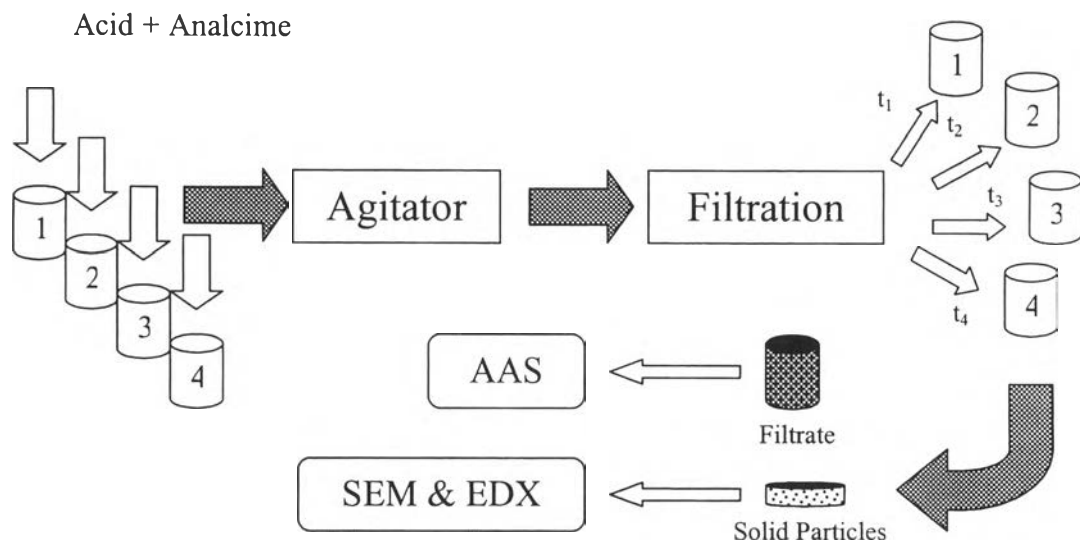 Acid + Analcime
1
2
3
4
Agitator
Filtration
t₁
t₂
t₃
t₄
1
2
3
4
AAS
Filtrate
SEM & EDX
Solid Particles